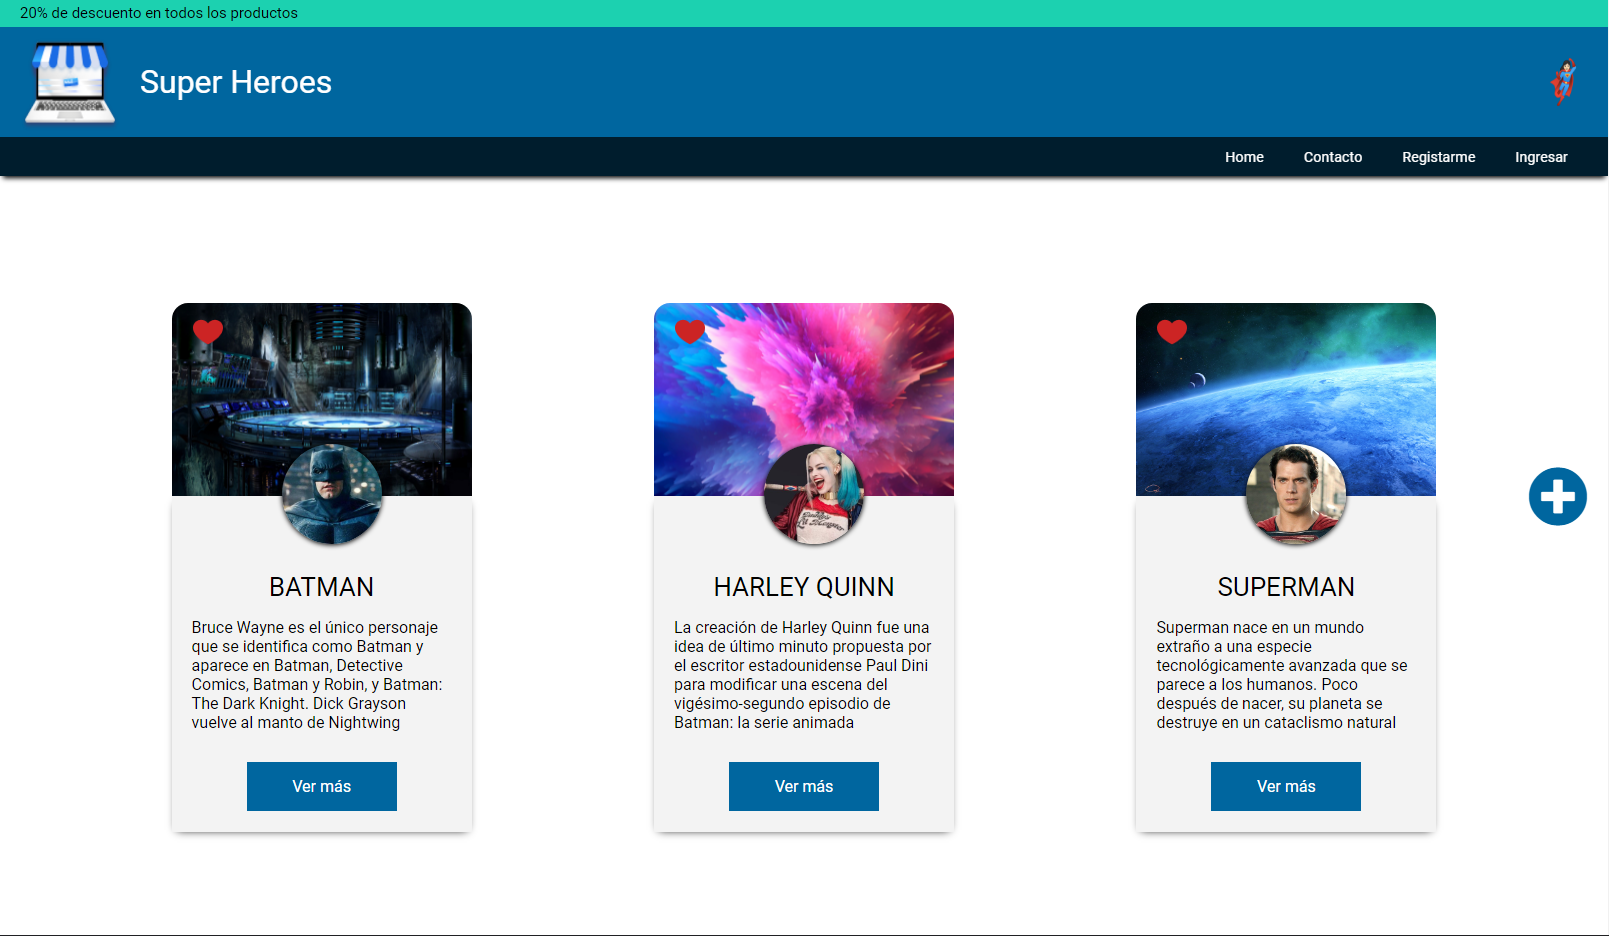 20% de descuento en todos los productos
Super Heroes
Home Contacto Registarme Ingresar
BATMAN
Bruce Wayne es el único personaje
que se identifica como Batman y
aparece en Batman, Detective
Comics, Batman y Robin, y Batman:
The Dark Knight. Dick Grayson
vuelve al manto de Nightwing
Ver más
HARLEY QUINN
La creación de Harley Quinn fue una
idea de último minuto propuesta por
el escritor estadounidense Paul Dini
para modificar una escena del
vigésimo-segundo episodio de
Batman: la serie animada
Ver más
SUPERMAN
Superman nace en un mundo
extraño a una especie
tecnológicamente avanzada que se
parece a los humanos. Poco
después de nacer, su planeta se
destruye en un cataclismo natural
Ver más